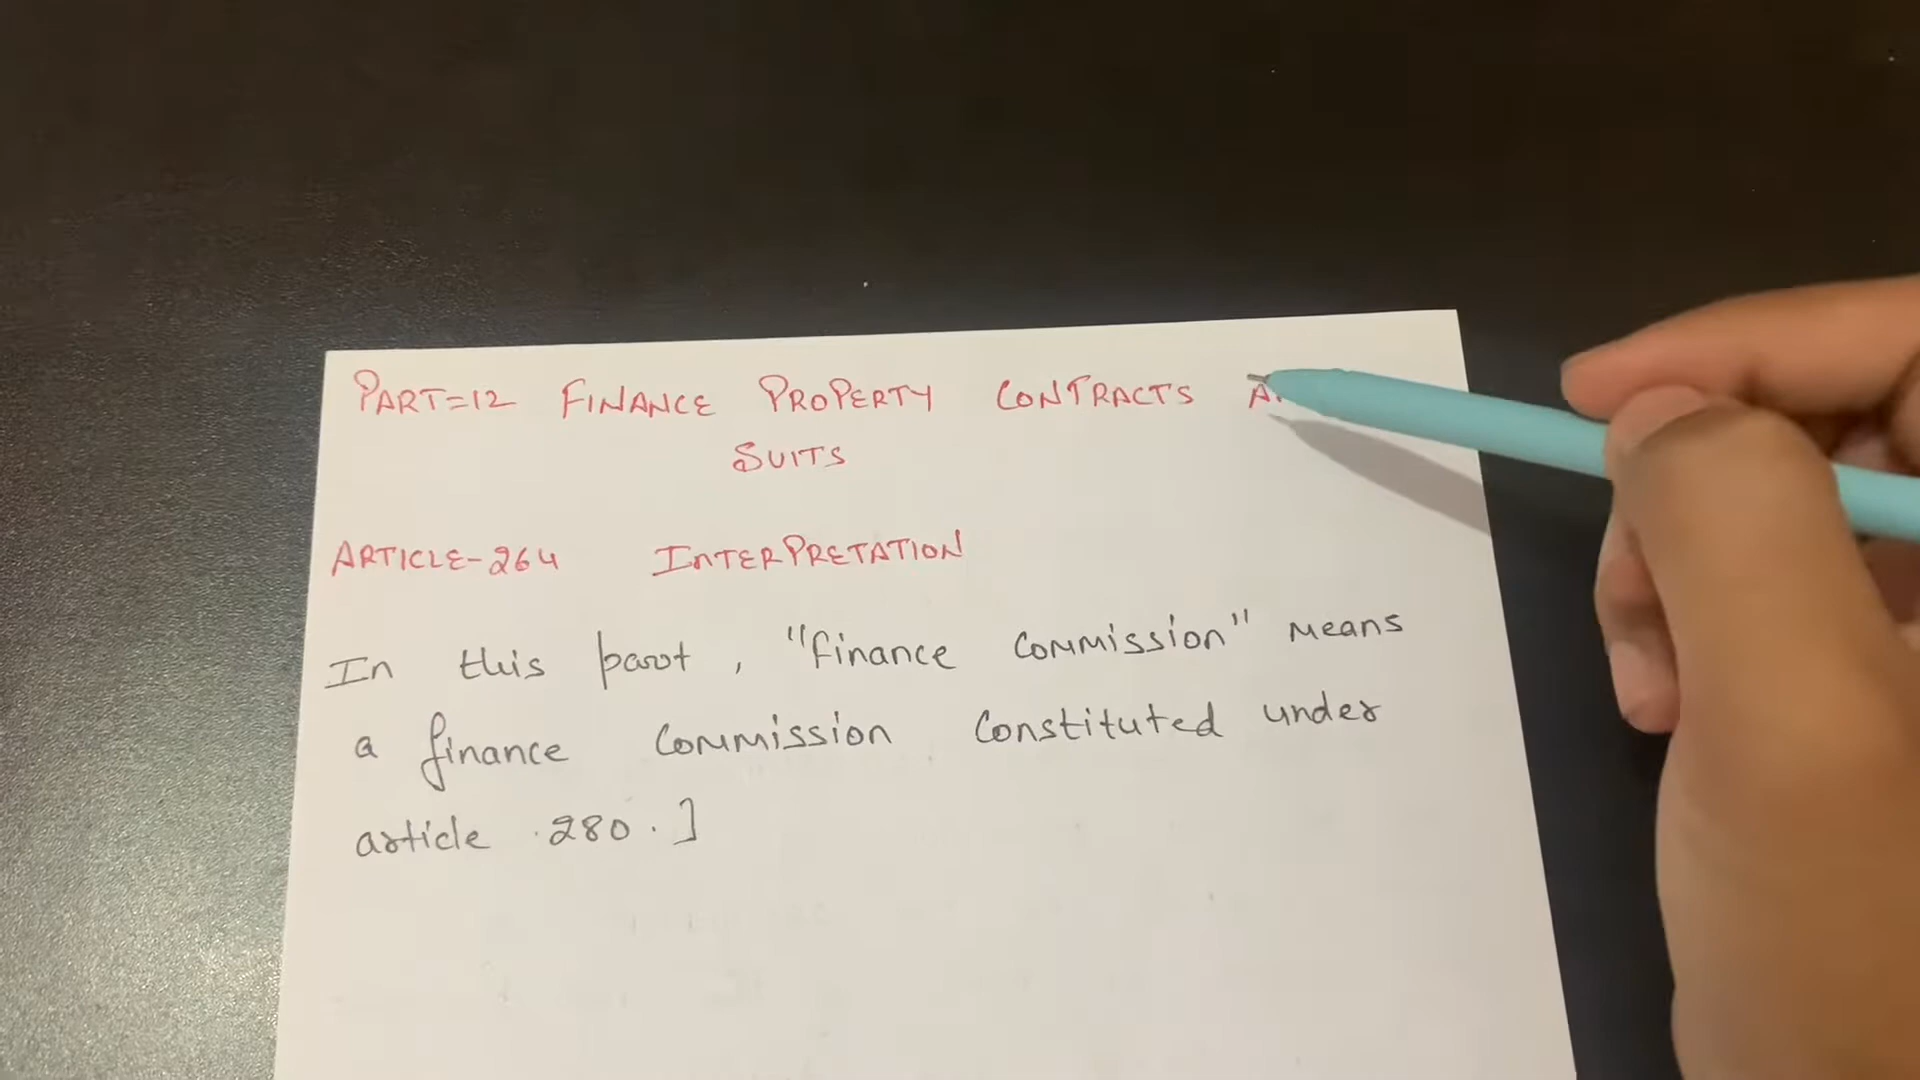 PART=12 FINANCE PROPERTY CONTRACTS
SUITS
ARTICLE-264 INTERPRETATION
In this part, "finance commission" means
a finance commission constituted under
article 280.]